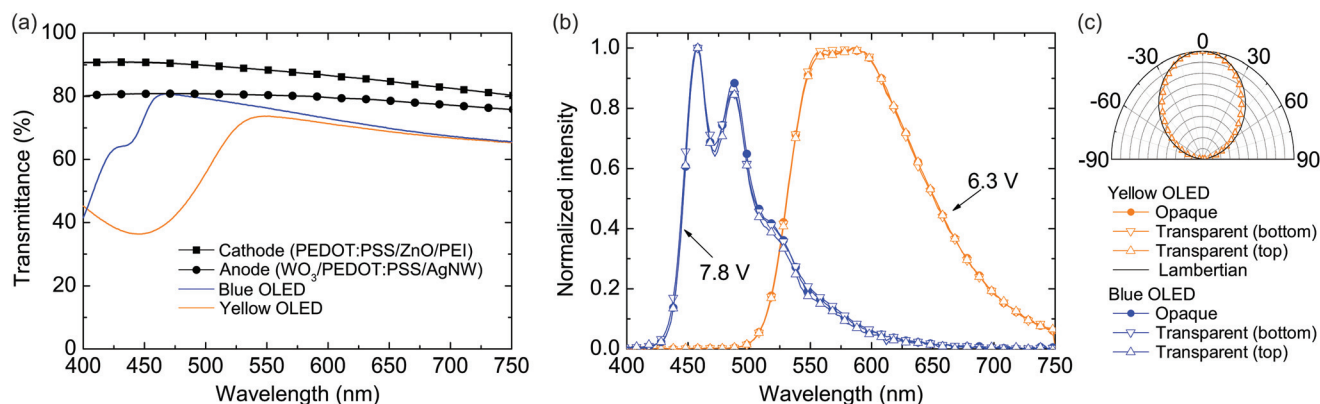 (a)
100
80
60
40
20
0
Transmittance (%)
400 450 500 550 600 650 700 750
Wavelength (nm)
Cathode (PEDOT:PSS/ZnO/PEI)
Anode (WO3/PEDOT:PSS/AgNW)
Blue OLED
Yellow OLED
(b)
1.0
0.8
0.6
0.4
0.2
0.0
Normalized intensity
400 450 500 550 600 650 700 750
Wavelength (nm)
7.8 V
6.3 V
(c)
0
-30 30
-60 60
-90 90
Yellow OLED
Opaque
Transparent (bottom)
Transparent (top)
Lambertian
Blue OLED
Opaque
Transparent (bottom)
Transparent (top)